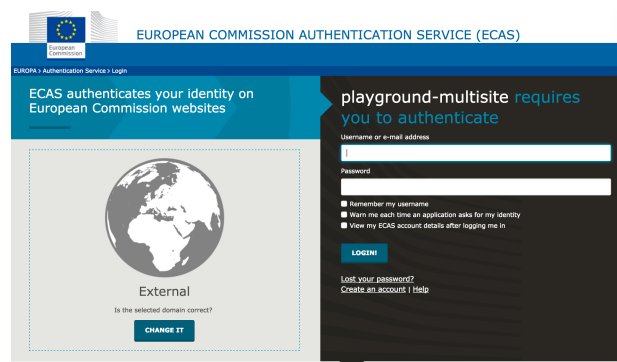 European
Commission
EUROPEAN COMMISSION AUTHENTICATION SERVICE (ECAS)
EUROPA > Authentication Service > Login
ECAS authenticates your identity on
European Commission websites
External
Is the selected domain correct?
CHANGE IT
playground-multisite requires
you to authenticate
Username or e-mail address
Password
Remember my username
Warn me each time an application asks for my identity
View my ECAS account details after logging me in
LOGIN!
Lost your password?
Create an account | Help